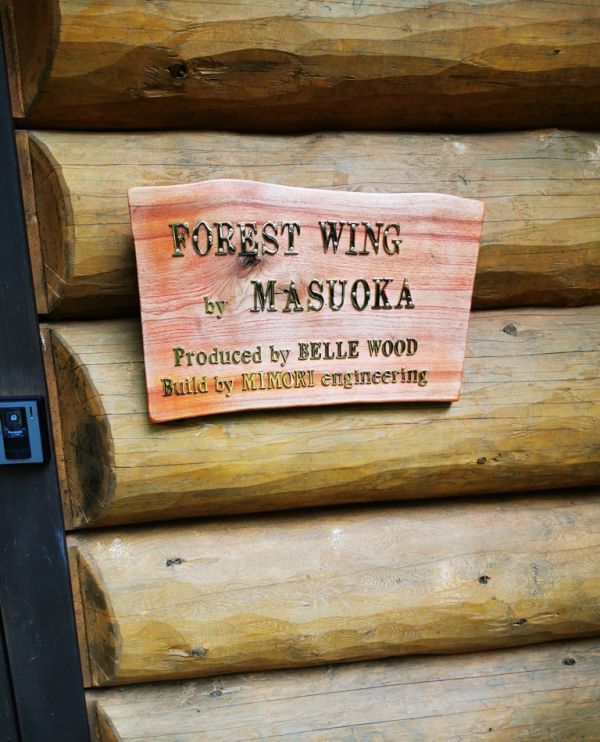 FOREST WING
by MASUOKA
Produced by BELLE WOOD
Build by MIMORI engineering